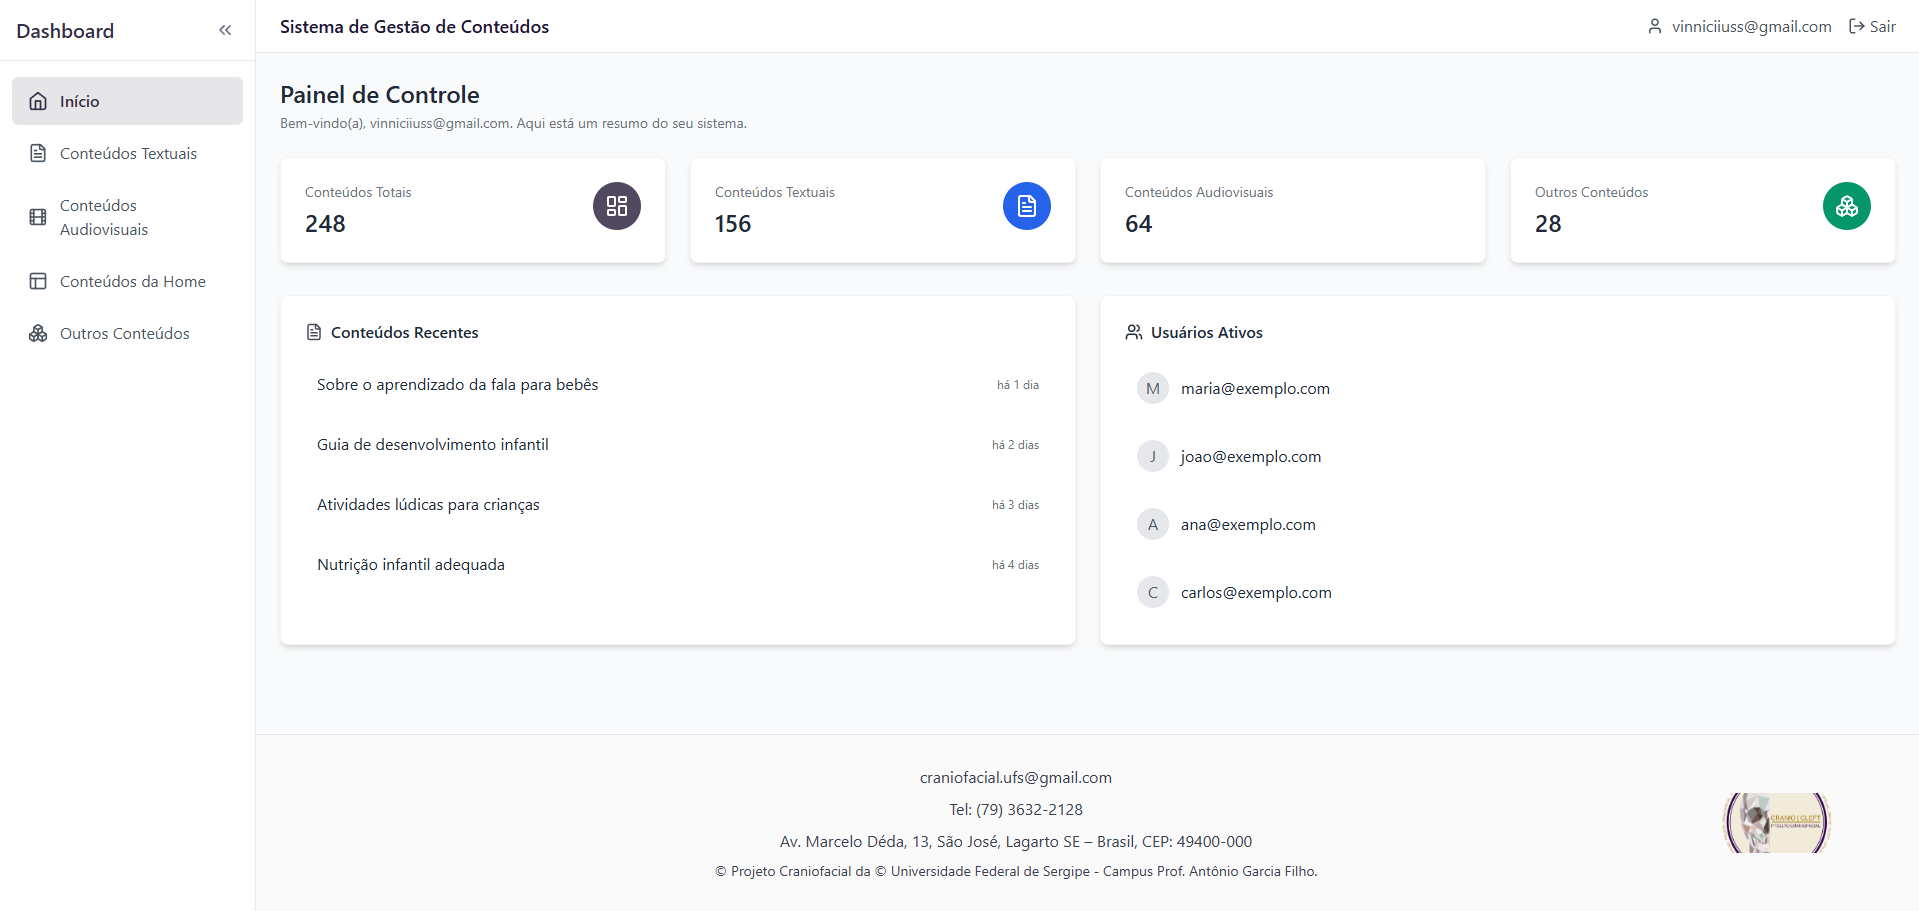 Dashboard
Início
Conteúdos Textuais
Conteúdos
Audiovisuais
Conteúdos da Home
Outros Conteúdos
Sistema de Gestão de Conteúdos
vinniciiuss@gmail.com
Sair
Painel de Controle
Bem-vindo(a), vinniciiuss@gmail.com. Aqui está um resumo do seu sistema.
Conteúdos Totais
248
Conteúdos Textuais
156
Conteúdos Audiovisuais
64
Outros Conteúdos
28
Conteúdos Recentes
Sobre o aprendizado da fala para bebês
há 1 dia
Guia de desenvolvimento infantil
há 2 dias
Atividades lúdicas para crianças
há 3 dias
Nutrição infantil adequada
há 4 dias
Usuários Ativos
M maria@exemplo.com
J joao@exemplo.com
A ana@exemplo.com
C carlos@exemplo.com
craniofacial.ufs@gmail.com
Tel: (79) 3632-2128
Av. Marcelo Déda, 13, São José, Lagarto SE – Brasil, CEP: 49400-000
© Projeto Craniofacial da © Universidade Federal de Sergipe - Campus Prof. Antônio Garcia Filho.
CRANIO | CLEFT